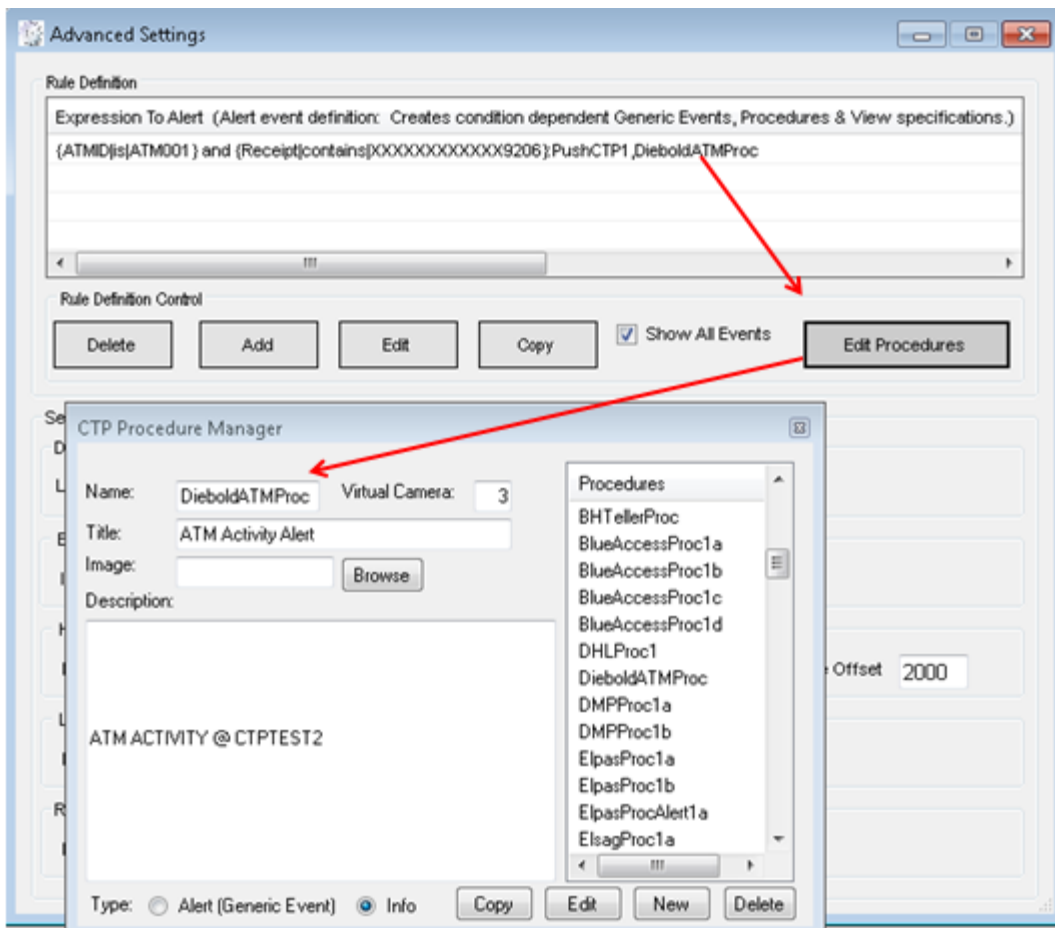 Advanced Settings
Rule Definition
Expression To Alert (Alert event definition: Creates condition dependent Generic Events, Procedures & View specifications.)
{ATMID|is|ATM001} and {Receipt|contains|XXXXXXXXXXXX9206}:PushCTP1,DieboldATMProc
Rule Definition Control
Delete Add Edit Copy Show All Events Edit Procedures
Se
D
L
E
I
H
L
R
CTP Procedure Manager
Name: DieboldATMProc Virtual Camera: 3
Title: ATM Activity Alert
Image: Browse
Description:
ATM ACTIVITY @ CTPTEST2
Procedures
BHTellerProc
BlueAccessProc1a
BlueAccessProc1b
BlueAccessProc1c
BlueAccessProc1d
DHLProc1
DieboldATMProc
DMPProc1a
DMPProc1b
ElpasProc1a
ElpasProc1b
ElpasProcAlert1a
ElsagProc1a
Offset 2000
Type: Alert (Generic Event) Info Copy Edit New Delete